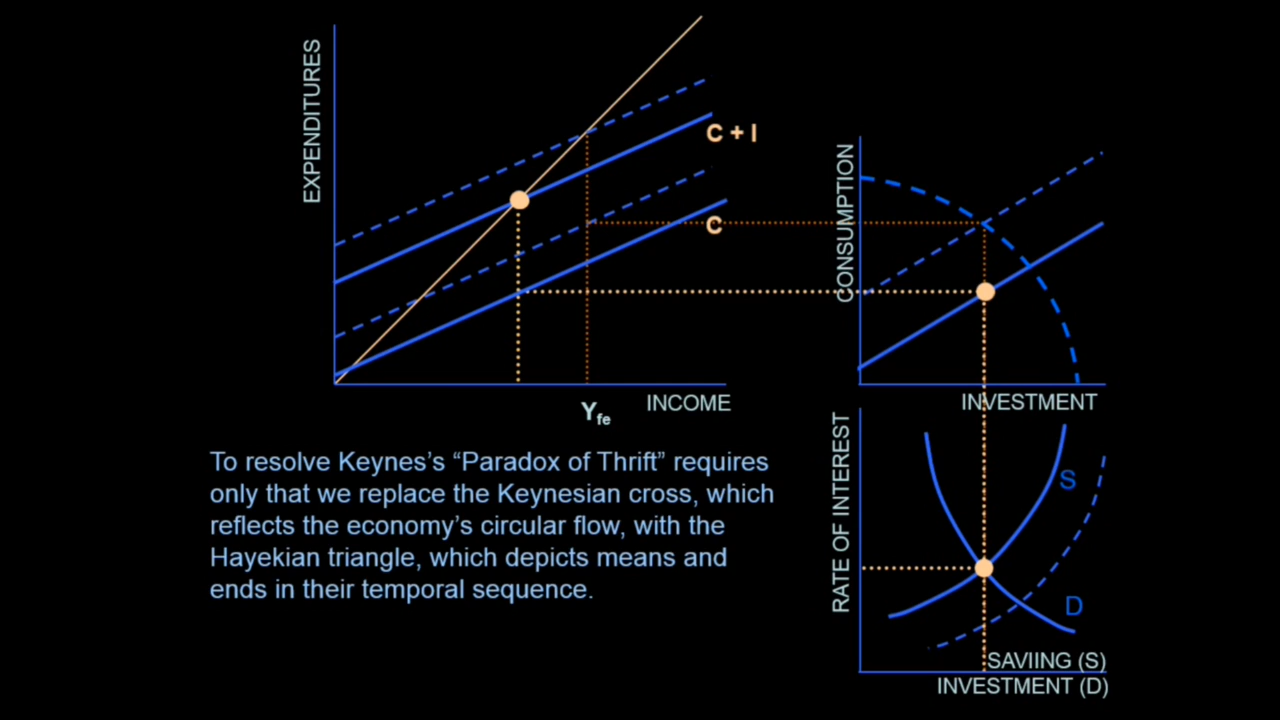 EXPENDITURES
C + I
C
Yfe
INCOME
CONSUMPTION
INVESTMENT
RATE OF INTEREST
S
D
SAVIING (S)
INVESTMENT (D)
To resolve Keynes’s “Paradox of Thrift” requires
only that we replace the Keynesian cross, which
reflects the economy’s circular flow, with the
Hayekian triangle, which depicts means and
ends in their temporal sequence.